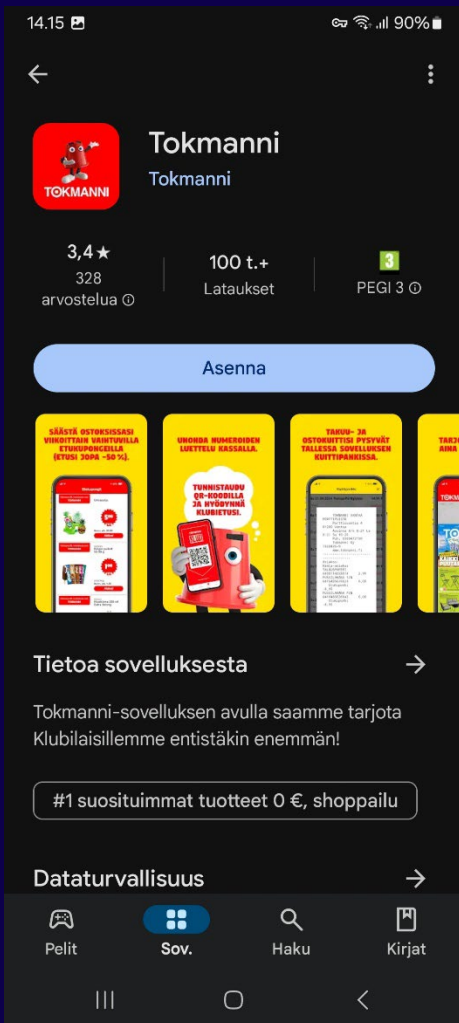 14.15
90%
Tokmanni
Tokmanni
TOKMANNI
3,4★
328
arvostelua
100 t.+
Lataukset
3
PEGI 3
Asenna
SÄÄSTÄ OSTOKSISSASI
VIIKOITTAIN VAIHTUVILLA
ETUKUPONGEILLA
(ETUSI JOPA -50 %).
UNOHDA NUMEROIDEN
LUETTELU KASSALLA.
TUNNISTAUDU
QR-KOODILLA
JA HYÖDYNNÄ
KLUBIETUSI.
TAKUU- JA
OSTOKUITTISI PYSYVÄT
TALLESSA SOVELLUKSEN
KUITTIPANKISSA.
TARJ
AINA
Tietoa sovelluksesta
Tokmanni-sovelluksen avulla saamme tarjota
Klubilaisillemme entistäkin enemmän!
#1 suosituimmat tuotteet 0 €, shoppailu
Dataturvallisuus
Pelit
Sov.
Haku
Kirjat